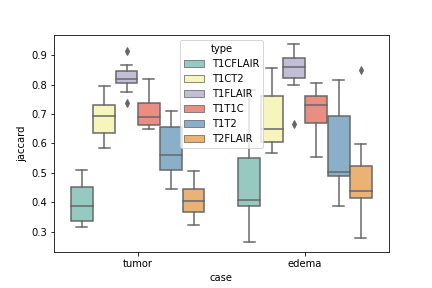 type
T1CFLAIR
T1CT2
T1FLAIR
T1T1C
T1T2
T2FLAIR
0.9
0.8
0.7
0.6
0.5
0.4
0.3
jaccard
tumor edema
case